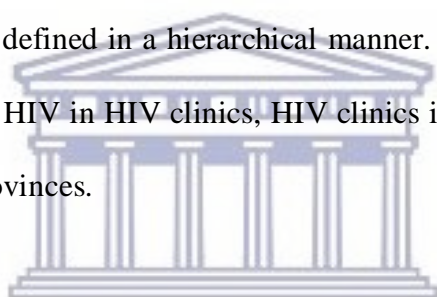 defined in a hierarchical manner.
HIV in HIV clinics, HIV clinics i
ovinces.